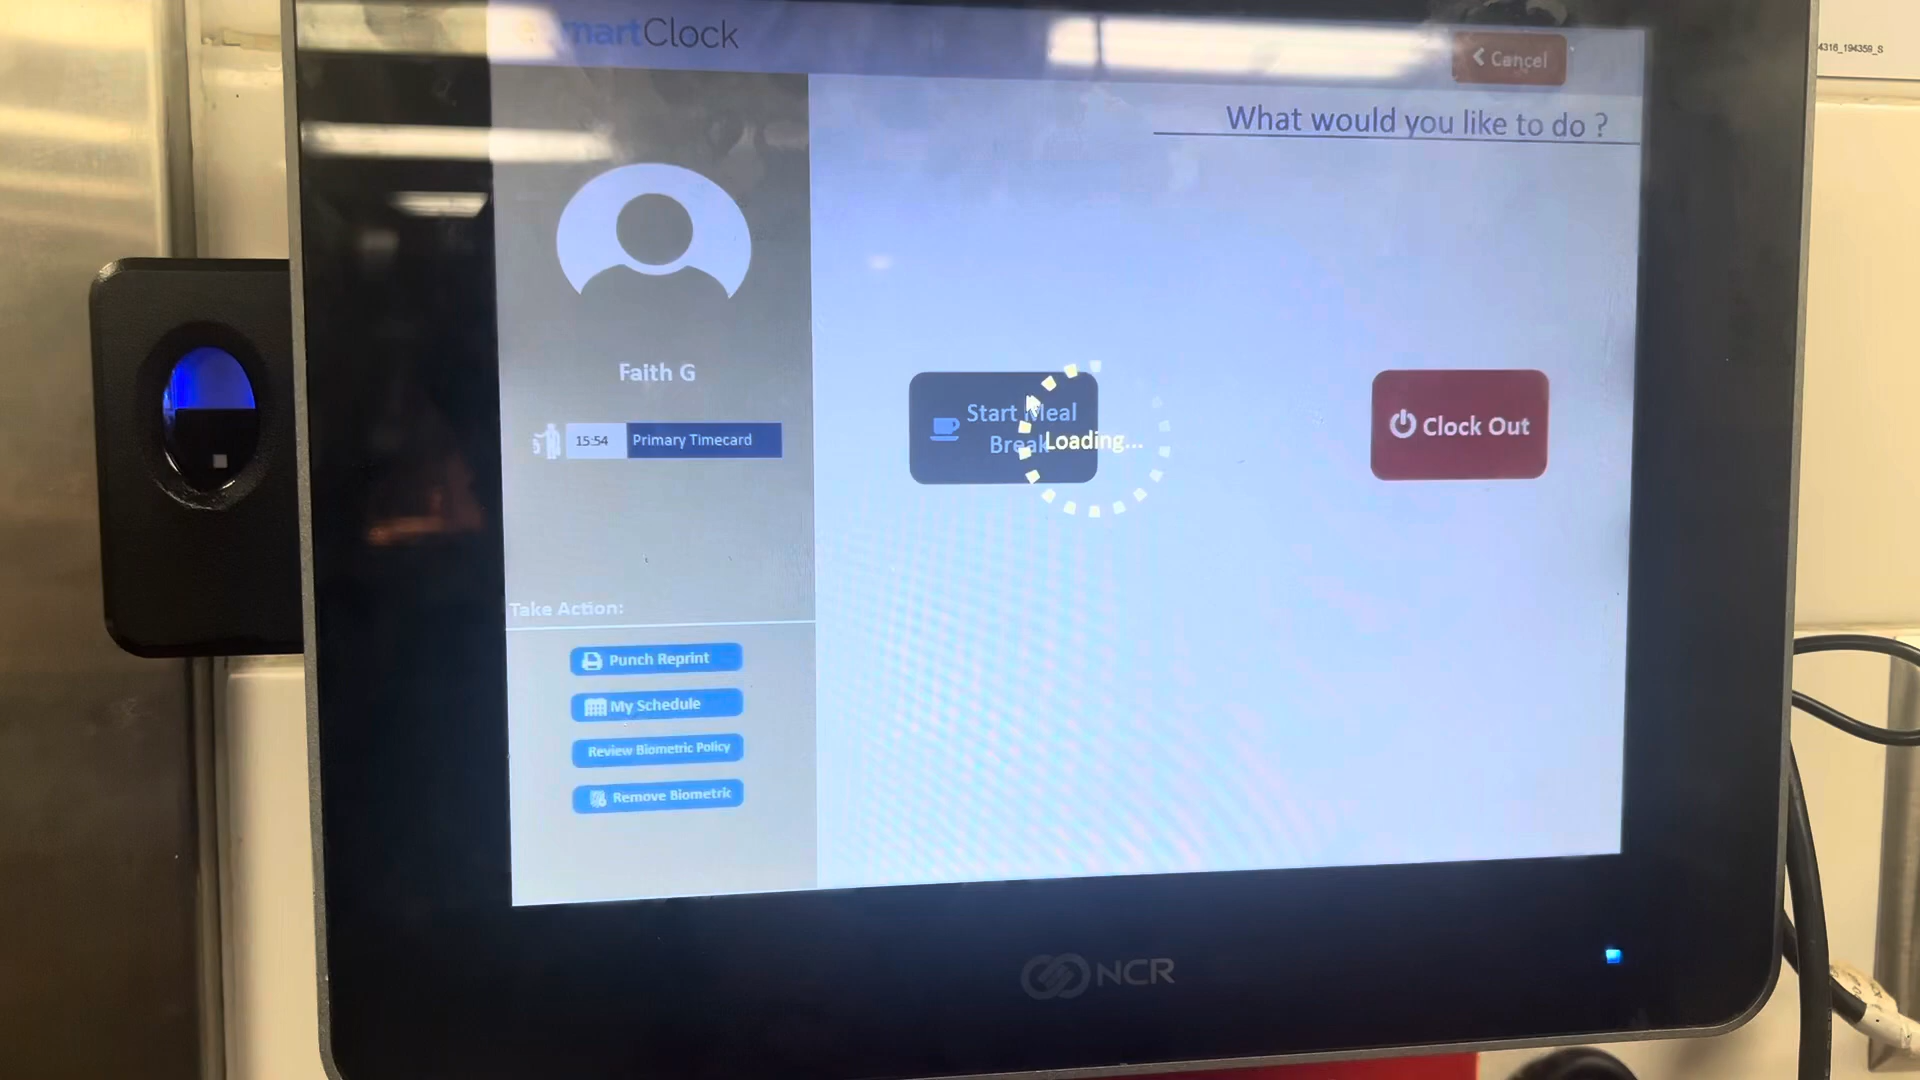 martClock
Cancel
4316_194359_S
What would you like to do ?
Faith G
15:54 Primary Timecard
Start Meal
Break
Loading...
Clock Out
Take Action:
Punch Reprint
My Schedule
Review Biometric Policy
Remove Biometric
NCR